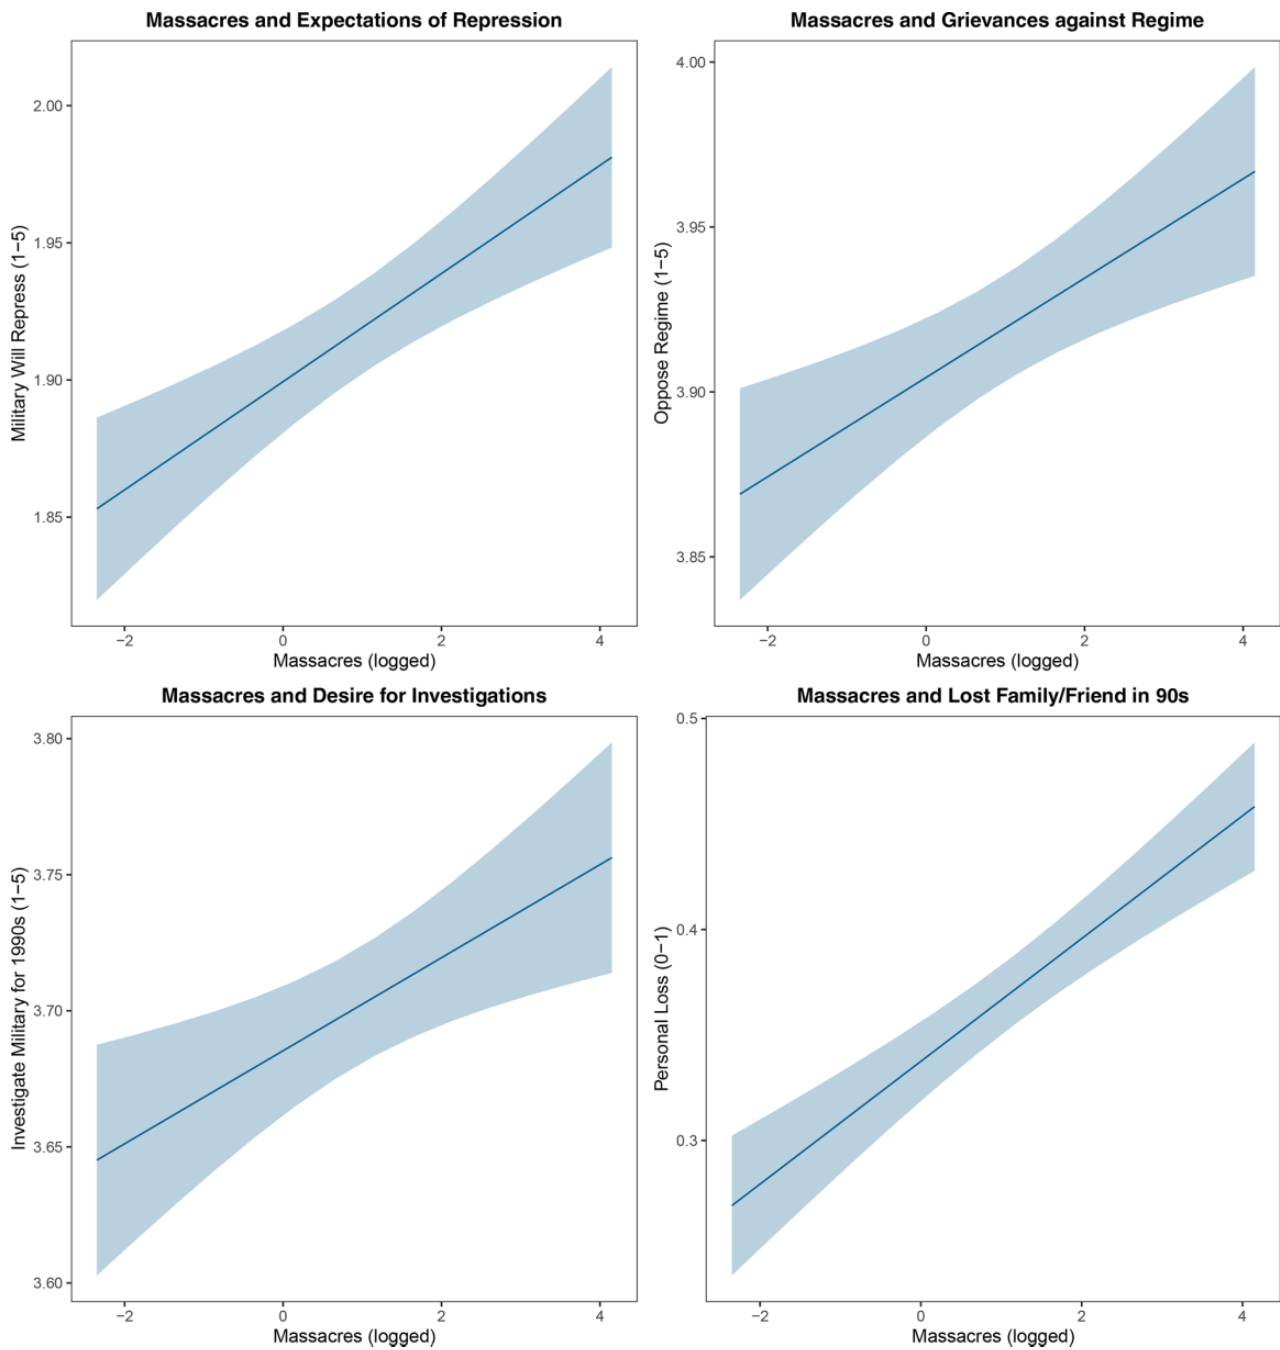 Massacres and Expectations of Repression
Military Will Repress (1−5)
2.00
1.95
1.90
1.85
−2 0 2 4
Massacres (logged)
Massacres and Grievances against Regime
Oppose Regime (1−5)
4.00
3.95
3.90
3.85
−2 0 2 4
Massacres (logged)
Massacres and Desire for Investigations
Investigate Military for 1990s (1−5)
3.80
3.75
3.70
3.65
3.60
−2 0 2 4
Massacres (logged)
Massacres and Lost Family/Friend in 90s
Personal Loss (0−1)
0.5
0.4
0.3
−2 0 2 4
Massacres (logged)